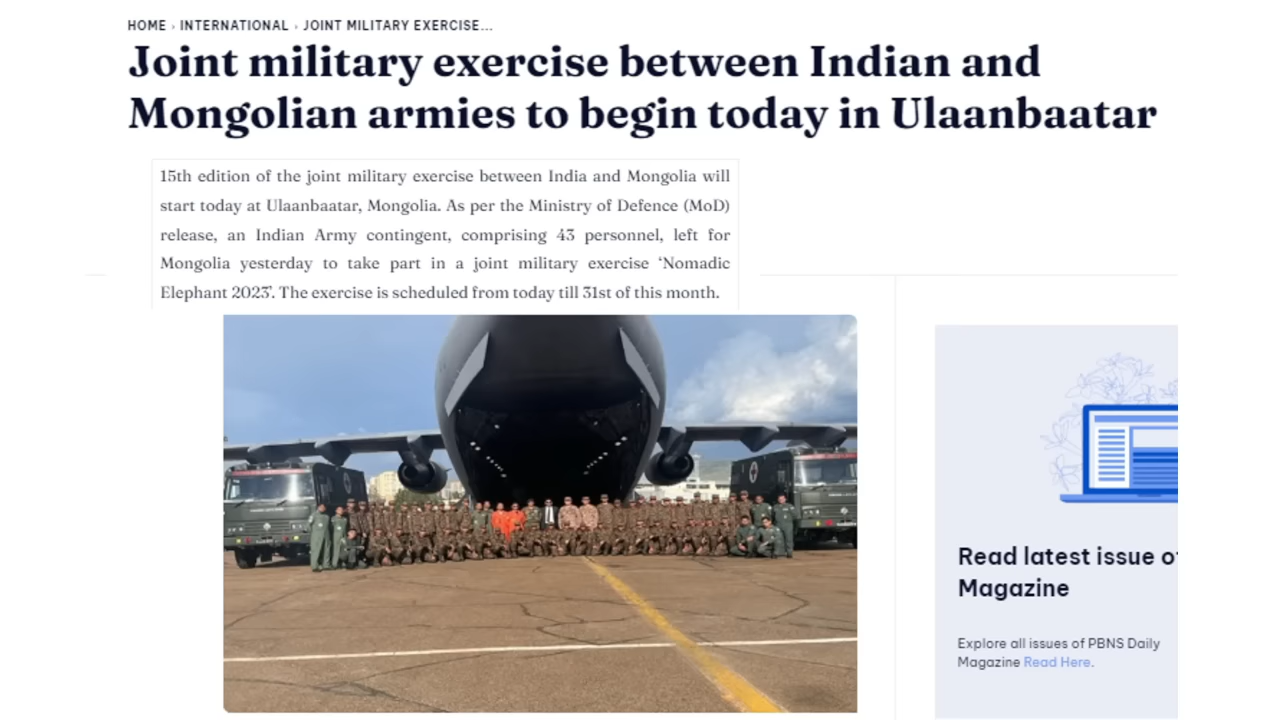 HOME › INTERNATIONAL › JOINT MILITARY EXERCISE...
Joint military exercise between Indian and
Mongolian armies to begin today in Ulaanbaatar
15th edition of the joint military exercise between India and Mongolia will
start today at Ulaanbaatar, Mongolia. As per the Ministry of Defence (MoD)
release, an Indian Army contingent, comprising 43 personnel, left for
Mongolia yesterday to take part in a joint military exercise ‘Nomadic
Elephant 2023’. The exercise is scheduled from today till 31st of this month.
Read latest issue of
Magazine
Explore all issues of PBNS Daily
Magazine Read Here.